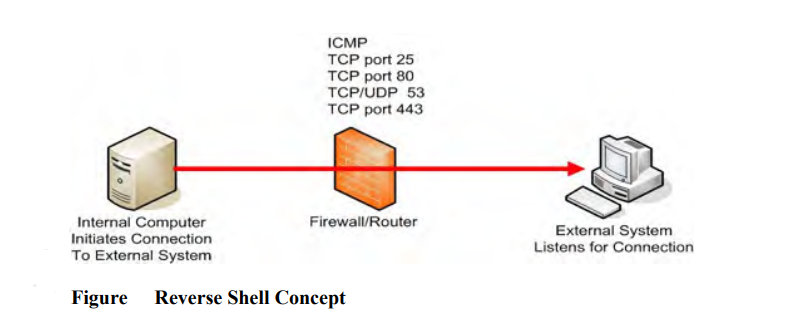 ICMP
TCP port 25
TCP port 80
TCP/UDP 53
TCP port 443
Internal Computer
Initiates Connection
To External System
Firewall/Router
External System
Listens for Connection
Figure Reverse Shell Concept